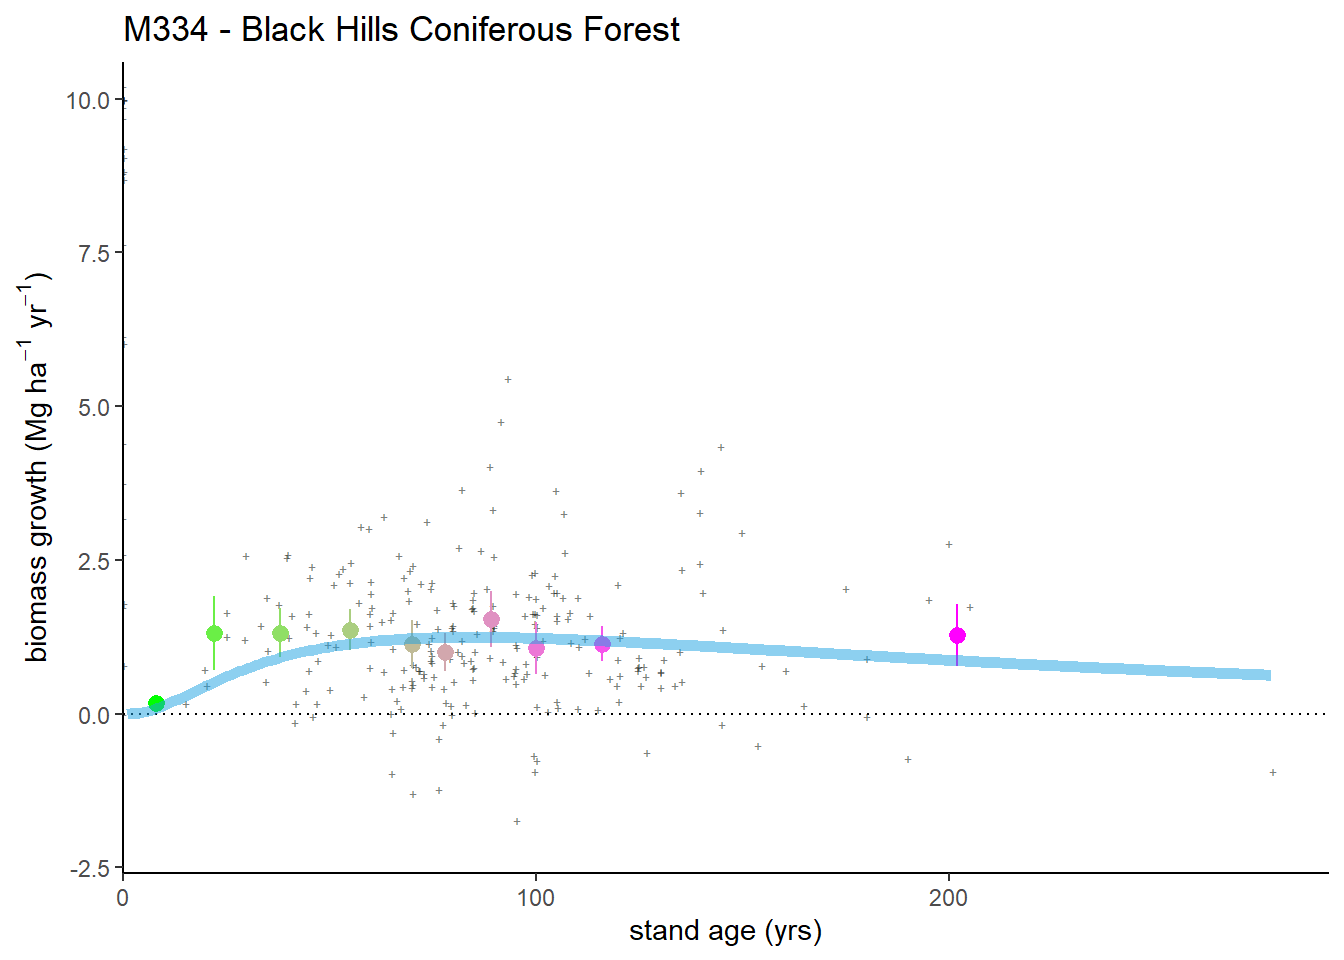 M334 - Black Hills Coniferous Forest
10.0
7.5
5.0
2.5
0.0
-2.5
biomass growth (Mg ha⁻¹ yr⁻¹)
0 100 200
stand age (yrs)